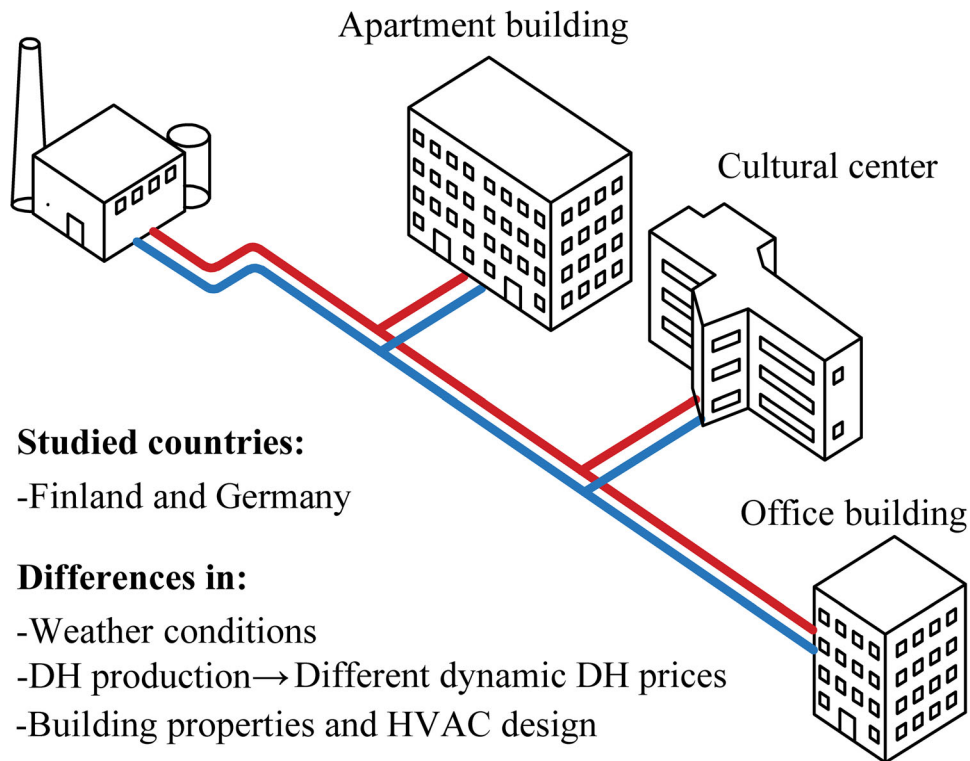 Apartment building
Cultural center
Studied countries:
-Finland and Germany
Office building
Differences in:
-Weather conditions
-DH production→Different dynamic DH prices
-Building properties and HVAC design